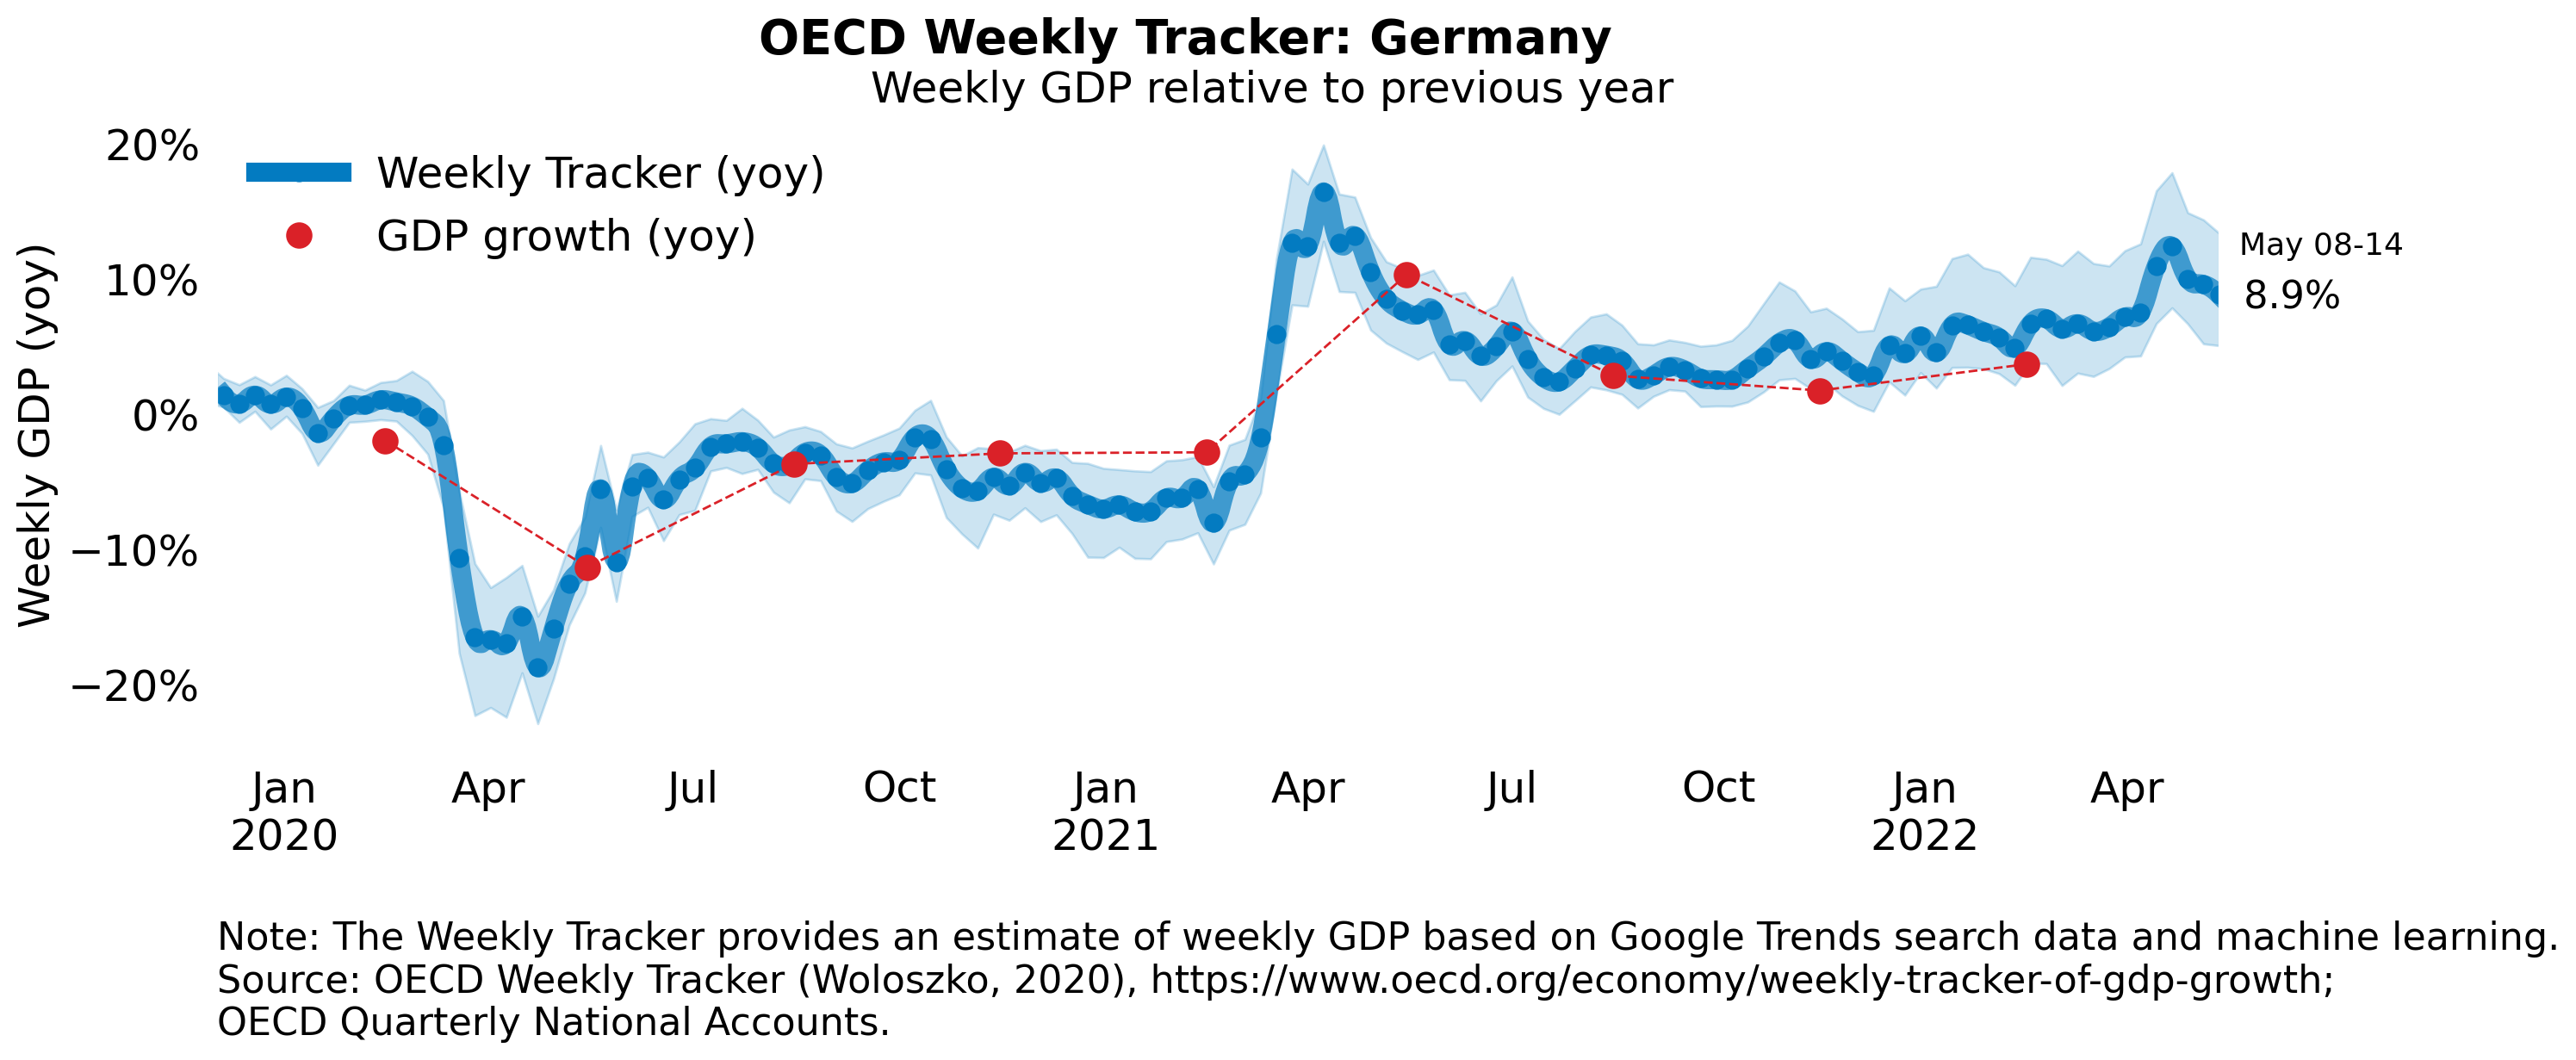 OECD Weekly Tracker: Germany
Weekly GDP relative to previous year
Weekly GDP (yoy)
20%
10%
0%
−10%
−20%
Weekly Tracker (yoy)
GDP growth (yoy)
May 08-14
8.9%
Jan Apr Jul Oct Jan Apr Jul Oct Jan Apr
2020 2021 2022
Note: The Weekly Tracker provides an estimate of weekly GDP based on Google Trends search data and machine learning.
Source: OECD Weekly Tracker (Woloszko, 2020), https://www.oecd.org/economy/weekly-tracker-of-gdp-growth;
OECD Quarterly National Accounts.